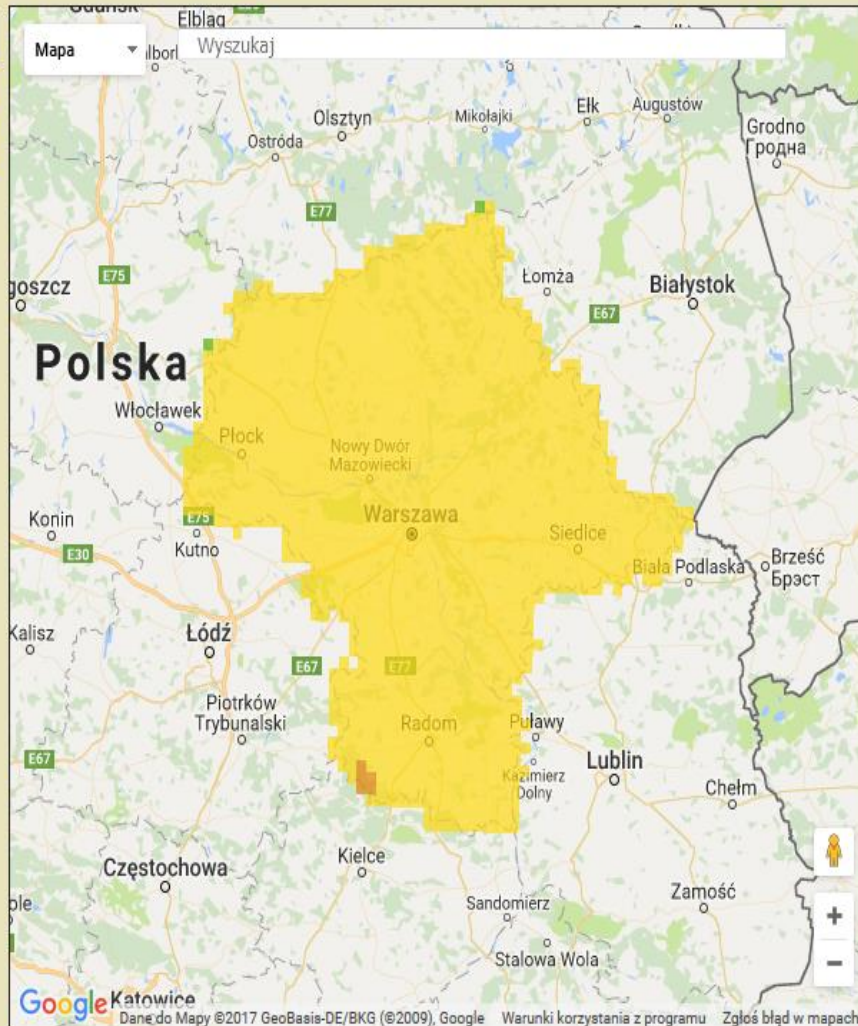 Gdańsk
Elbląg
Mapa
Wyszukaj
Olsztyn
Ostróda
Mikołajki
Ełk
Augustów
Grodno
Гродна
E77
E75
Łomża
Białystok
E67
Polska
Włocławek
Płock
Nowy Dwór
Mazowiecki
Warszawa
E75
Konin
E30
Kutno
Siedlce
Biała Podlaska
Brześć
Брэст
Kalisz
Łódź
E67
E77
Piotrków
Trybunalski
Radom
Puławy
E67
Kazimierz
Dolny
Lublin
Chełm
Częstochowa
Kielce
Sandomierz
Zamość
Stalowa Wola
+
−
Google
Katowice
Dane do Mapy ©2017 GeoBasis-DE/BKG (©2009), Google Warunki korzystania z programu Zgłoś błąd w mapach